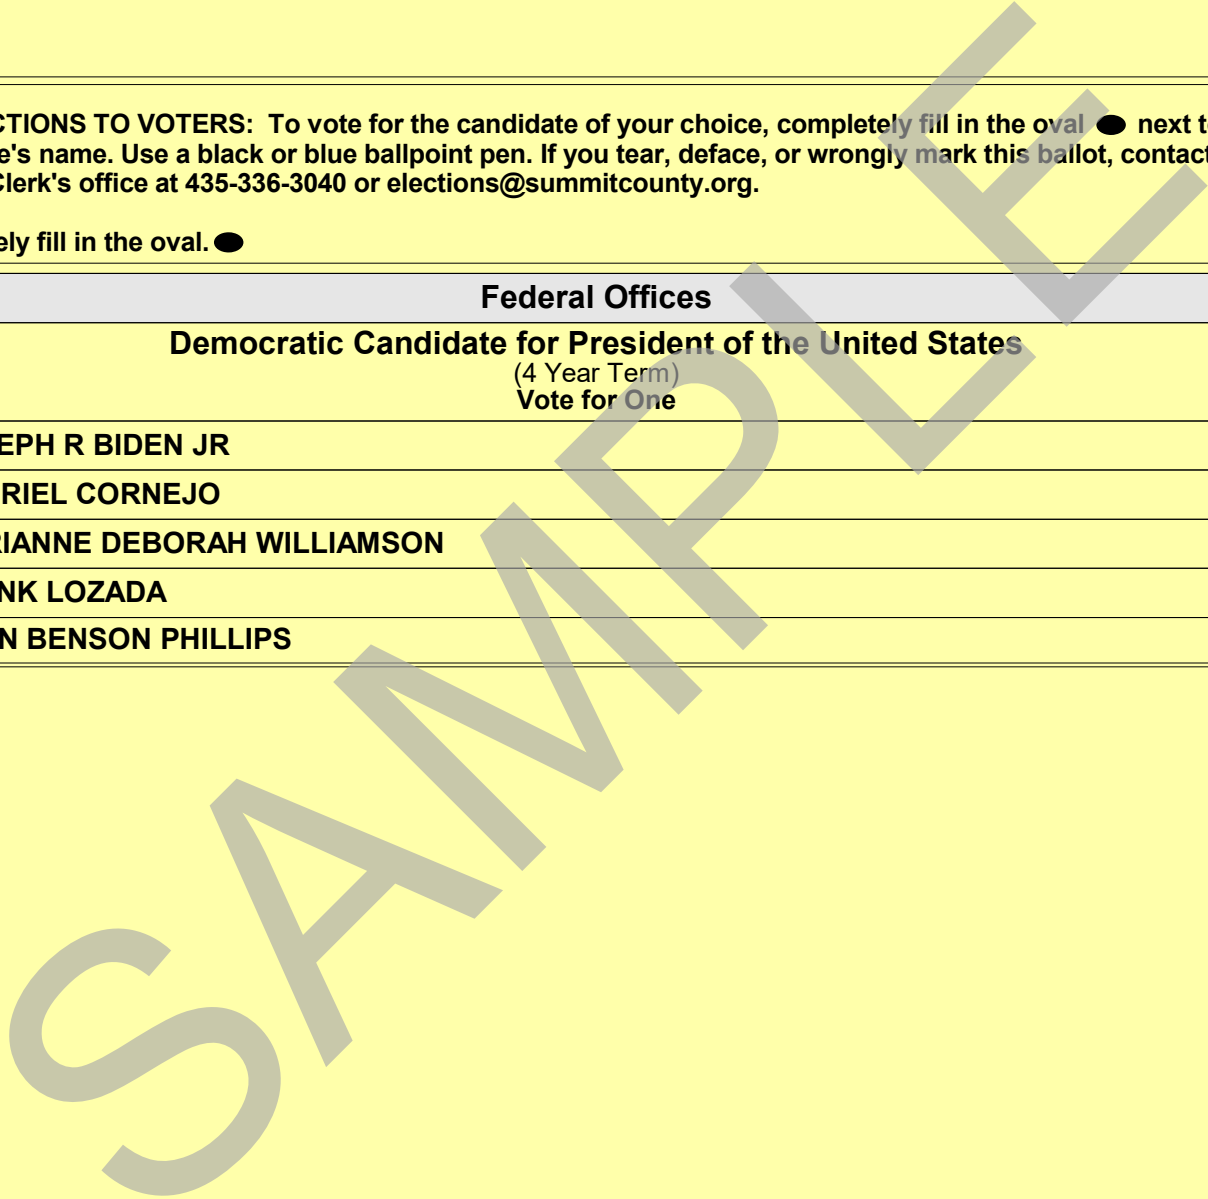 CTIONS TO VOTERS: To vote for the candidate of your choice, completely fill in the oval next t
e's name. Use a black or blue ballpoint pen. If you tear, deface, or wrongly mark this ballot, contact
Clerk's office at 435-336-3040 or elections@summitcounty.org.
ely fill in the oval.
Federal Offices
Democratic Candidate for President of the United States
(4 Year Term)
Vote for One
EPH R BIDEN JR
RIEL CORNEJO
RIANNE DEBORAH WILLIAMSON
NK LOZADA
N BENSON PHILLIPS
SAMPLE